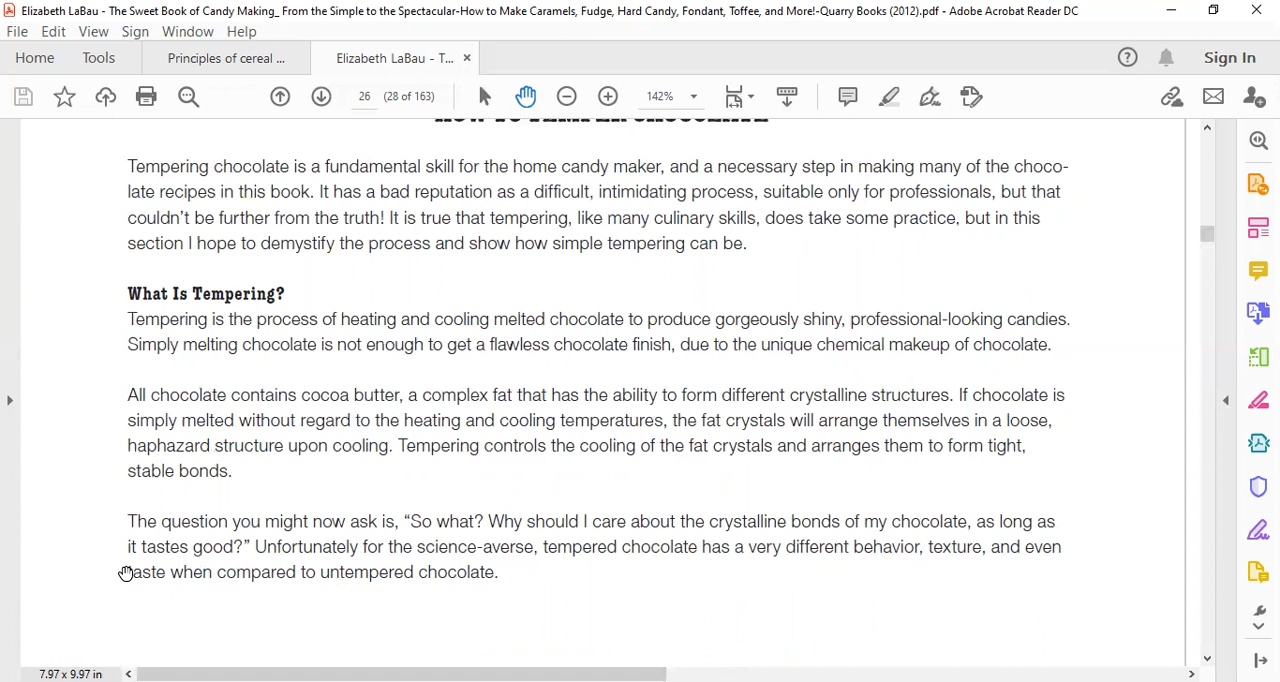 Elizabeth LaBau - The Sweet Book of Candy Making_ From the Simple to the Spectacular-How to Make Caramels, Fudge, Hard Candy, Fondant, Toffee, and More!-Quarry Books (2012).pdf - Adobe Acrobat Reader DC
File Edit View Sign Window Help
Home Tools Principles of cereal ... Elizabeth LaBau - T... × Sign In
26 (28 of 163) 142%
HOW TO TEMPER CHOCOLATE
Tempering chocolate is a fundamental skill for the home candy maker, and a necessary step in making many of the choco-
late recipes in this book. It has a bad reputation as a difficult, intimidating process, suitable only for professionals, but that
couldn’t be further from the truth! It is true that tempering, like many culinary skills, does take some practice, but in this
section I hope to demystify the process and show how simple tempering can be.
What Is Tempering?
Tempering is the process of heating and cooling melted chocolate to produce gorgeously shiny, professional-looking candies.
Simply melting chocolate is not enough to get a flawless chocolate finish, due to the unique chemical makeup of chocolate.
All chocolate contains cocoa butter, a complex fat that has the ability to form different crystalline structures. If chocolate is
simply melted without regard to the heating and cooling temperatures, the fat crystals will arrange themselves in a loose,
haphazard structure upon cooling. Tempering controls the cooling of the fat crystals and arranges them to form tight,
stable bonds.
The question you might now ask is, “So what? Why should I care about the crystalline bonds of my chocolate, as long as
it tastes good?” Unfortunately for the science-averse, tempered chocolate has a very different behavior, texture, and even
taste when compared to untempered chocolate.
7.97 x 9.97 in